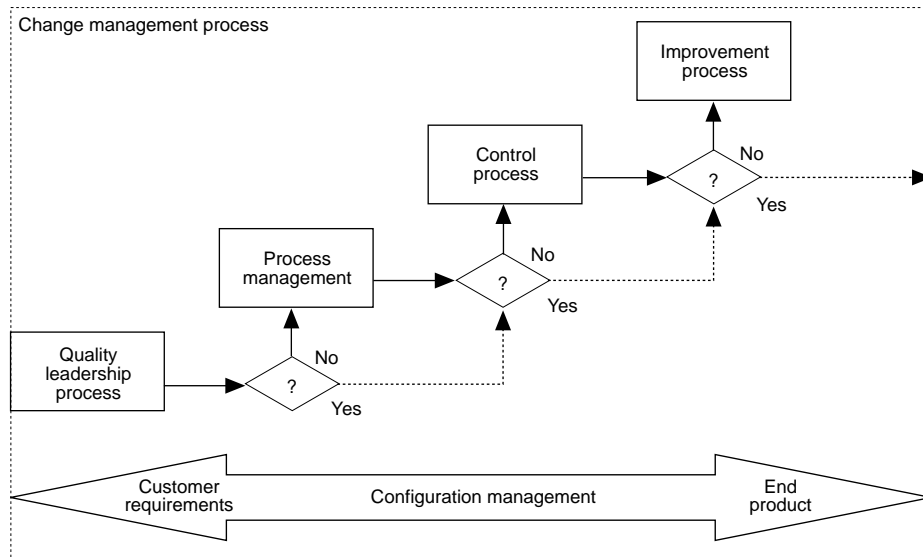 Change management process
Improvement
process
No
?
Yes
Control
process
No
?
Yes
Process
management
No
?
Yes
Quality
leadership
process
Customer
requirements
Configuration management
End
product